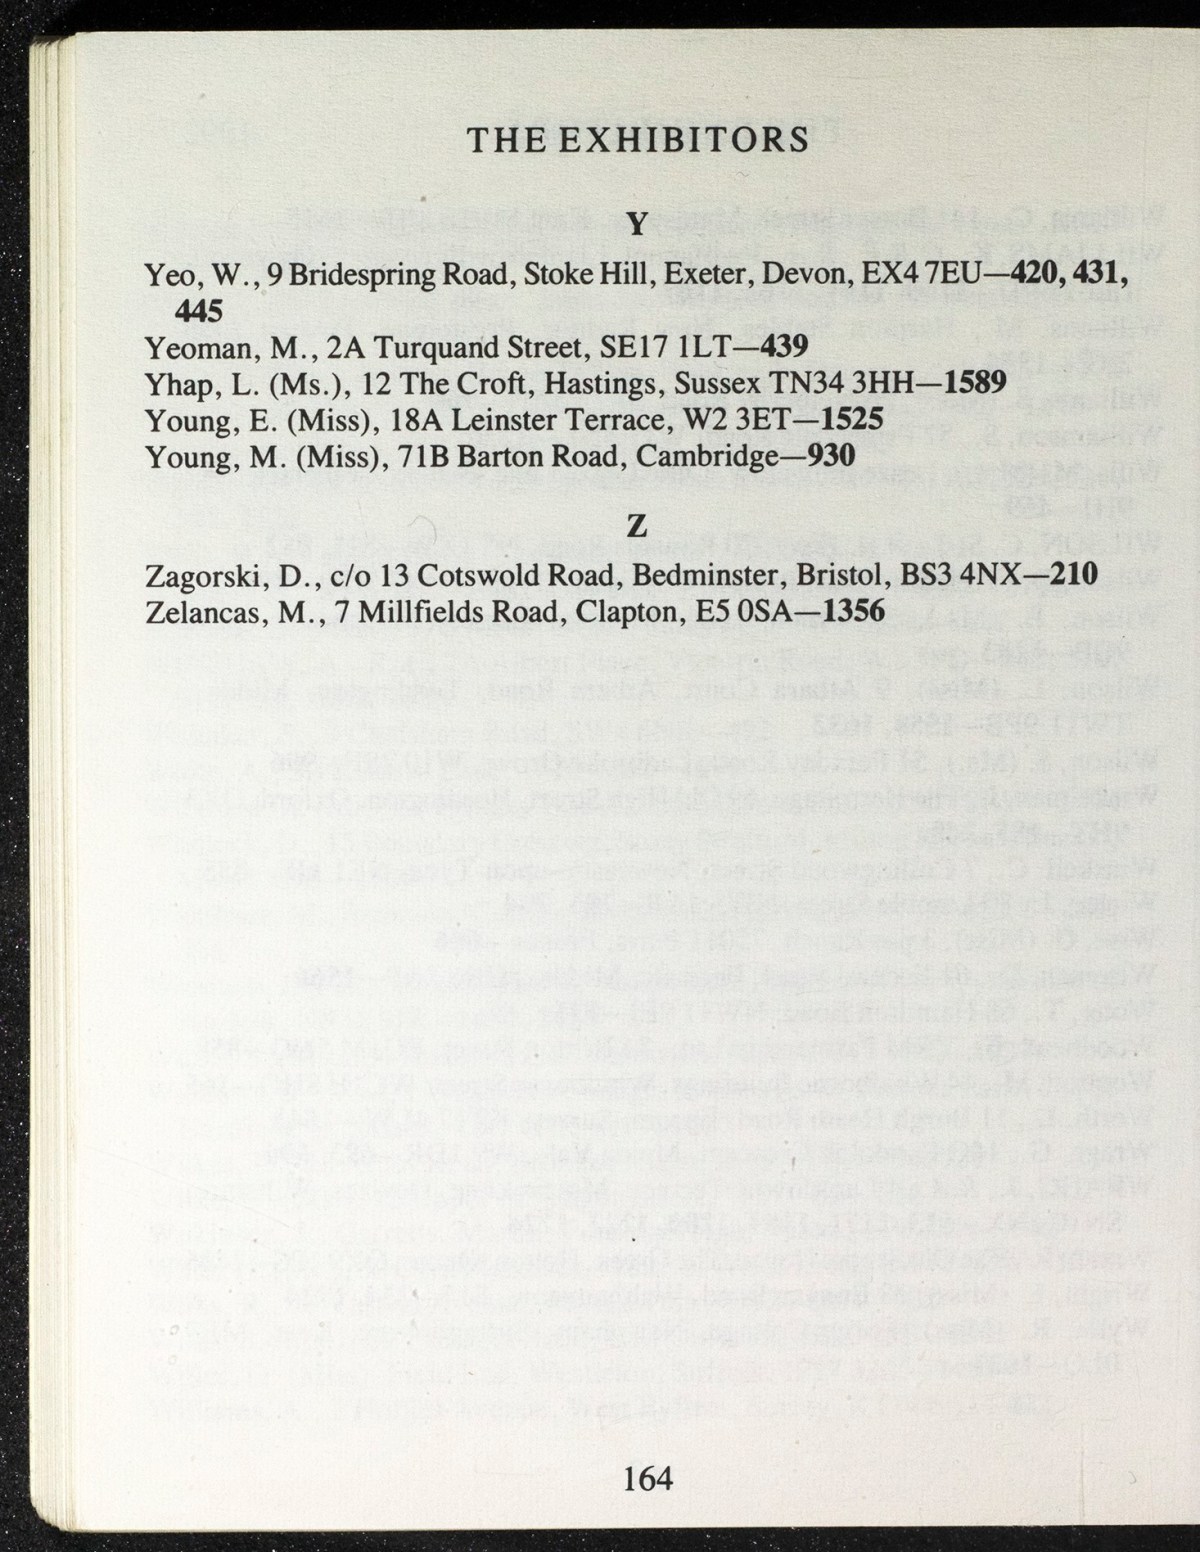 THE EXHIBITORS
Y
Yeo, W., 9 Bridespring Road, Stoke Hill, Exeter, Devon, EX4 7EU—420, 431,
445
Yeoman, M., 2A Turquand Street, SE17 1LT—439
Yhap, L. (Ms.), 12 The Croft, Hastings, Sussex TN34 3HH—1589
Young, E. (Miss), 18A Leinster Terrace, W2 3ET—1525
Young, M. (Miss), 71B Barton Road, Cambridge—930
Z
Zagorski, D., c/o 13 Cotswold Road, Bedminster, Bristol, BS3 4NX—210
Zelancas, M., 7 Millfields Road, Clapton, E5 0SA—1356
164